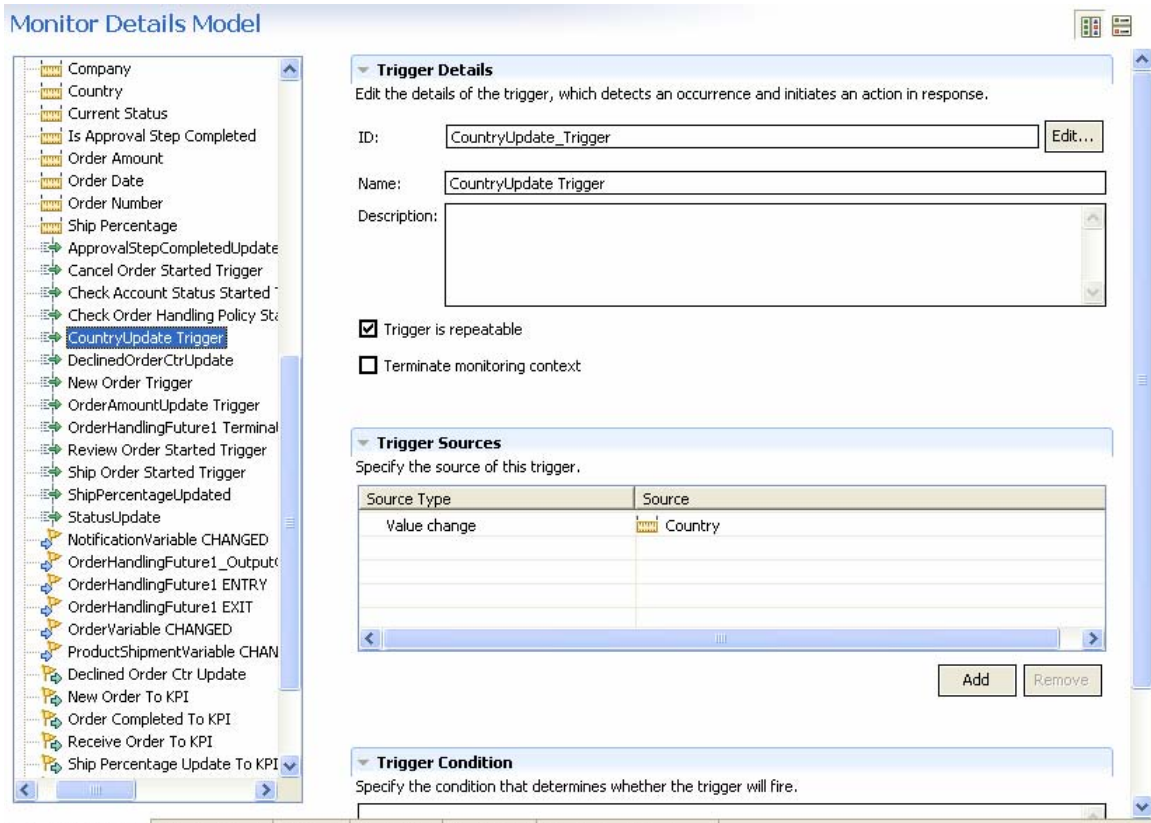 Monitor Details Model
Company
Country
Current Status
Is Approval Step Completed
Order Amount
Order Date
Order Number
Ship Percentage
ApprovalStepCompletedUpdate
Cancel Order Started Trigger
Check Account Status Started
Check Order Handling Policy Sta
CountryUpdate Trigger
DeclinedOrderCtrUpdate
New Order Trigger
OrderAmountUpdate Trigger
OrderHandlingFuture1 Terminat
Review Order Started Trigger
Ship Order Started Trigger
ShipPercentageUpdated
StatusUpdate
NotificationVariable CHANGED
OrderHandlingFuture1_Output
OrderHandlingFuture1 ENTRY
OrderHandlingFuture1 EXIT
OrderVariable CHANGED
ProductShipmentVariable CHAN
Declined Order Ctr Update
New Order To KPI
Order Completed To KPI
Receive Order To KPI
Ship Percentage Update To KPI
Trigger Details
Edit the details of the trigger, which detects an occurrence and initiates an action in response.
ID: CountryUpdate_Trigger Edit...
Name: CountryUpdate Trigger
Description:
Trigger is repeatable
Terminate monitoring context
Trigger Sources
Specify the source of this trigger.
Source Type Source
Value change Country
Add Remove
Trigger Condition
Specify the condition that determines whether the trigger will fire.